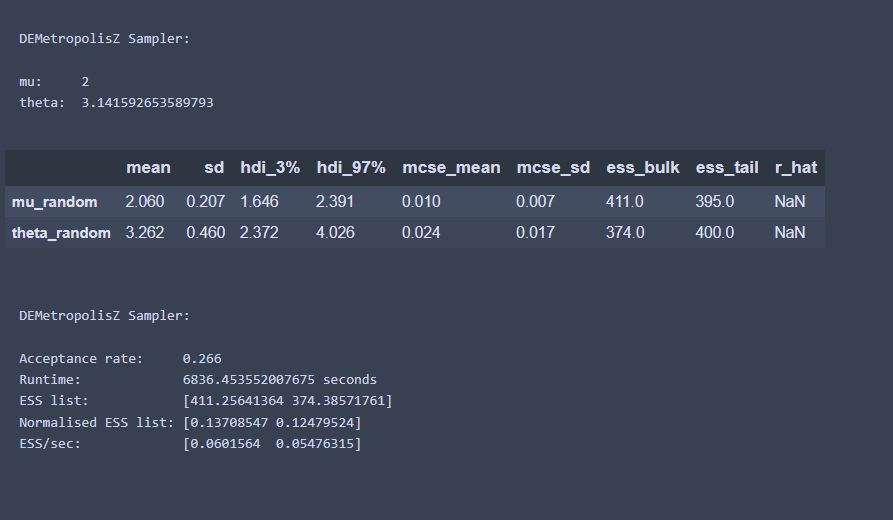 DEMetropolisZ Sampler:
mu: 2
theta: 3.141592653589793
mean sd hdi_3% hdi_97% mcse_mean mcse_sd ess_bulk ess_tail r_hat
mu_random 2.060 0.207 1.646 2.391 0.010 0.007 411.0 395.0 NaN
theta_random 3.262 0.460 2.372 4.026 0.024 0.017 374.0 400.0 NaN
DEMetropolisZ Sampler:
Acceptance rate: 0.266
Runtime: 6836.453552007675 seconds
ESS list: [411.25641364 374.38571761]
Normalised ESS list: [0.13708547 0.12479524]
ESS/sec: [0.0601564 0.05476315]